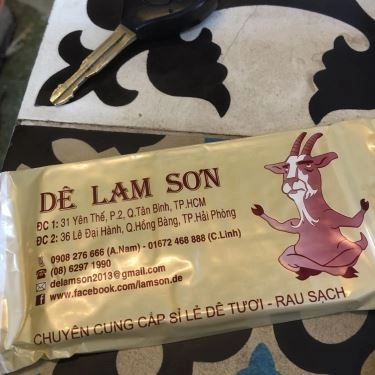 DÊ LAM SƠN
ĐC 1: 31 Yên Thế, P.2, Q.Tân Bình, TP.HCM
ĐC 2: 36 Lê Đại Hành, Q.Hồng Bàng, TP.Hải Phòng
0908 276 666 (A.Nam) - 01672 468 888 (C.Linh)
(08) 6297 1990
delamson2013@gmail.com
www.facebook.com/lamson.de
CHUYÊN CUNG CẤP SỈ LẺ DÊ TƯƠI - RAU SẠCH